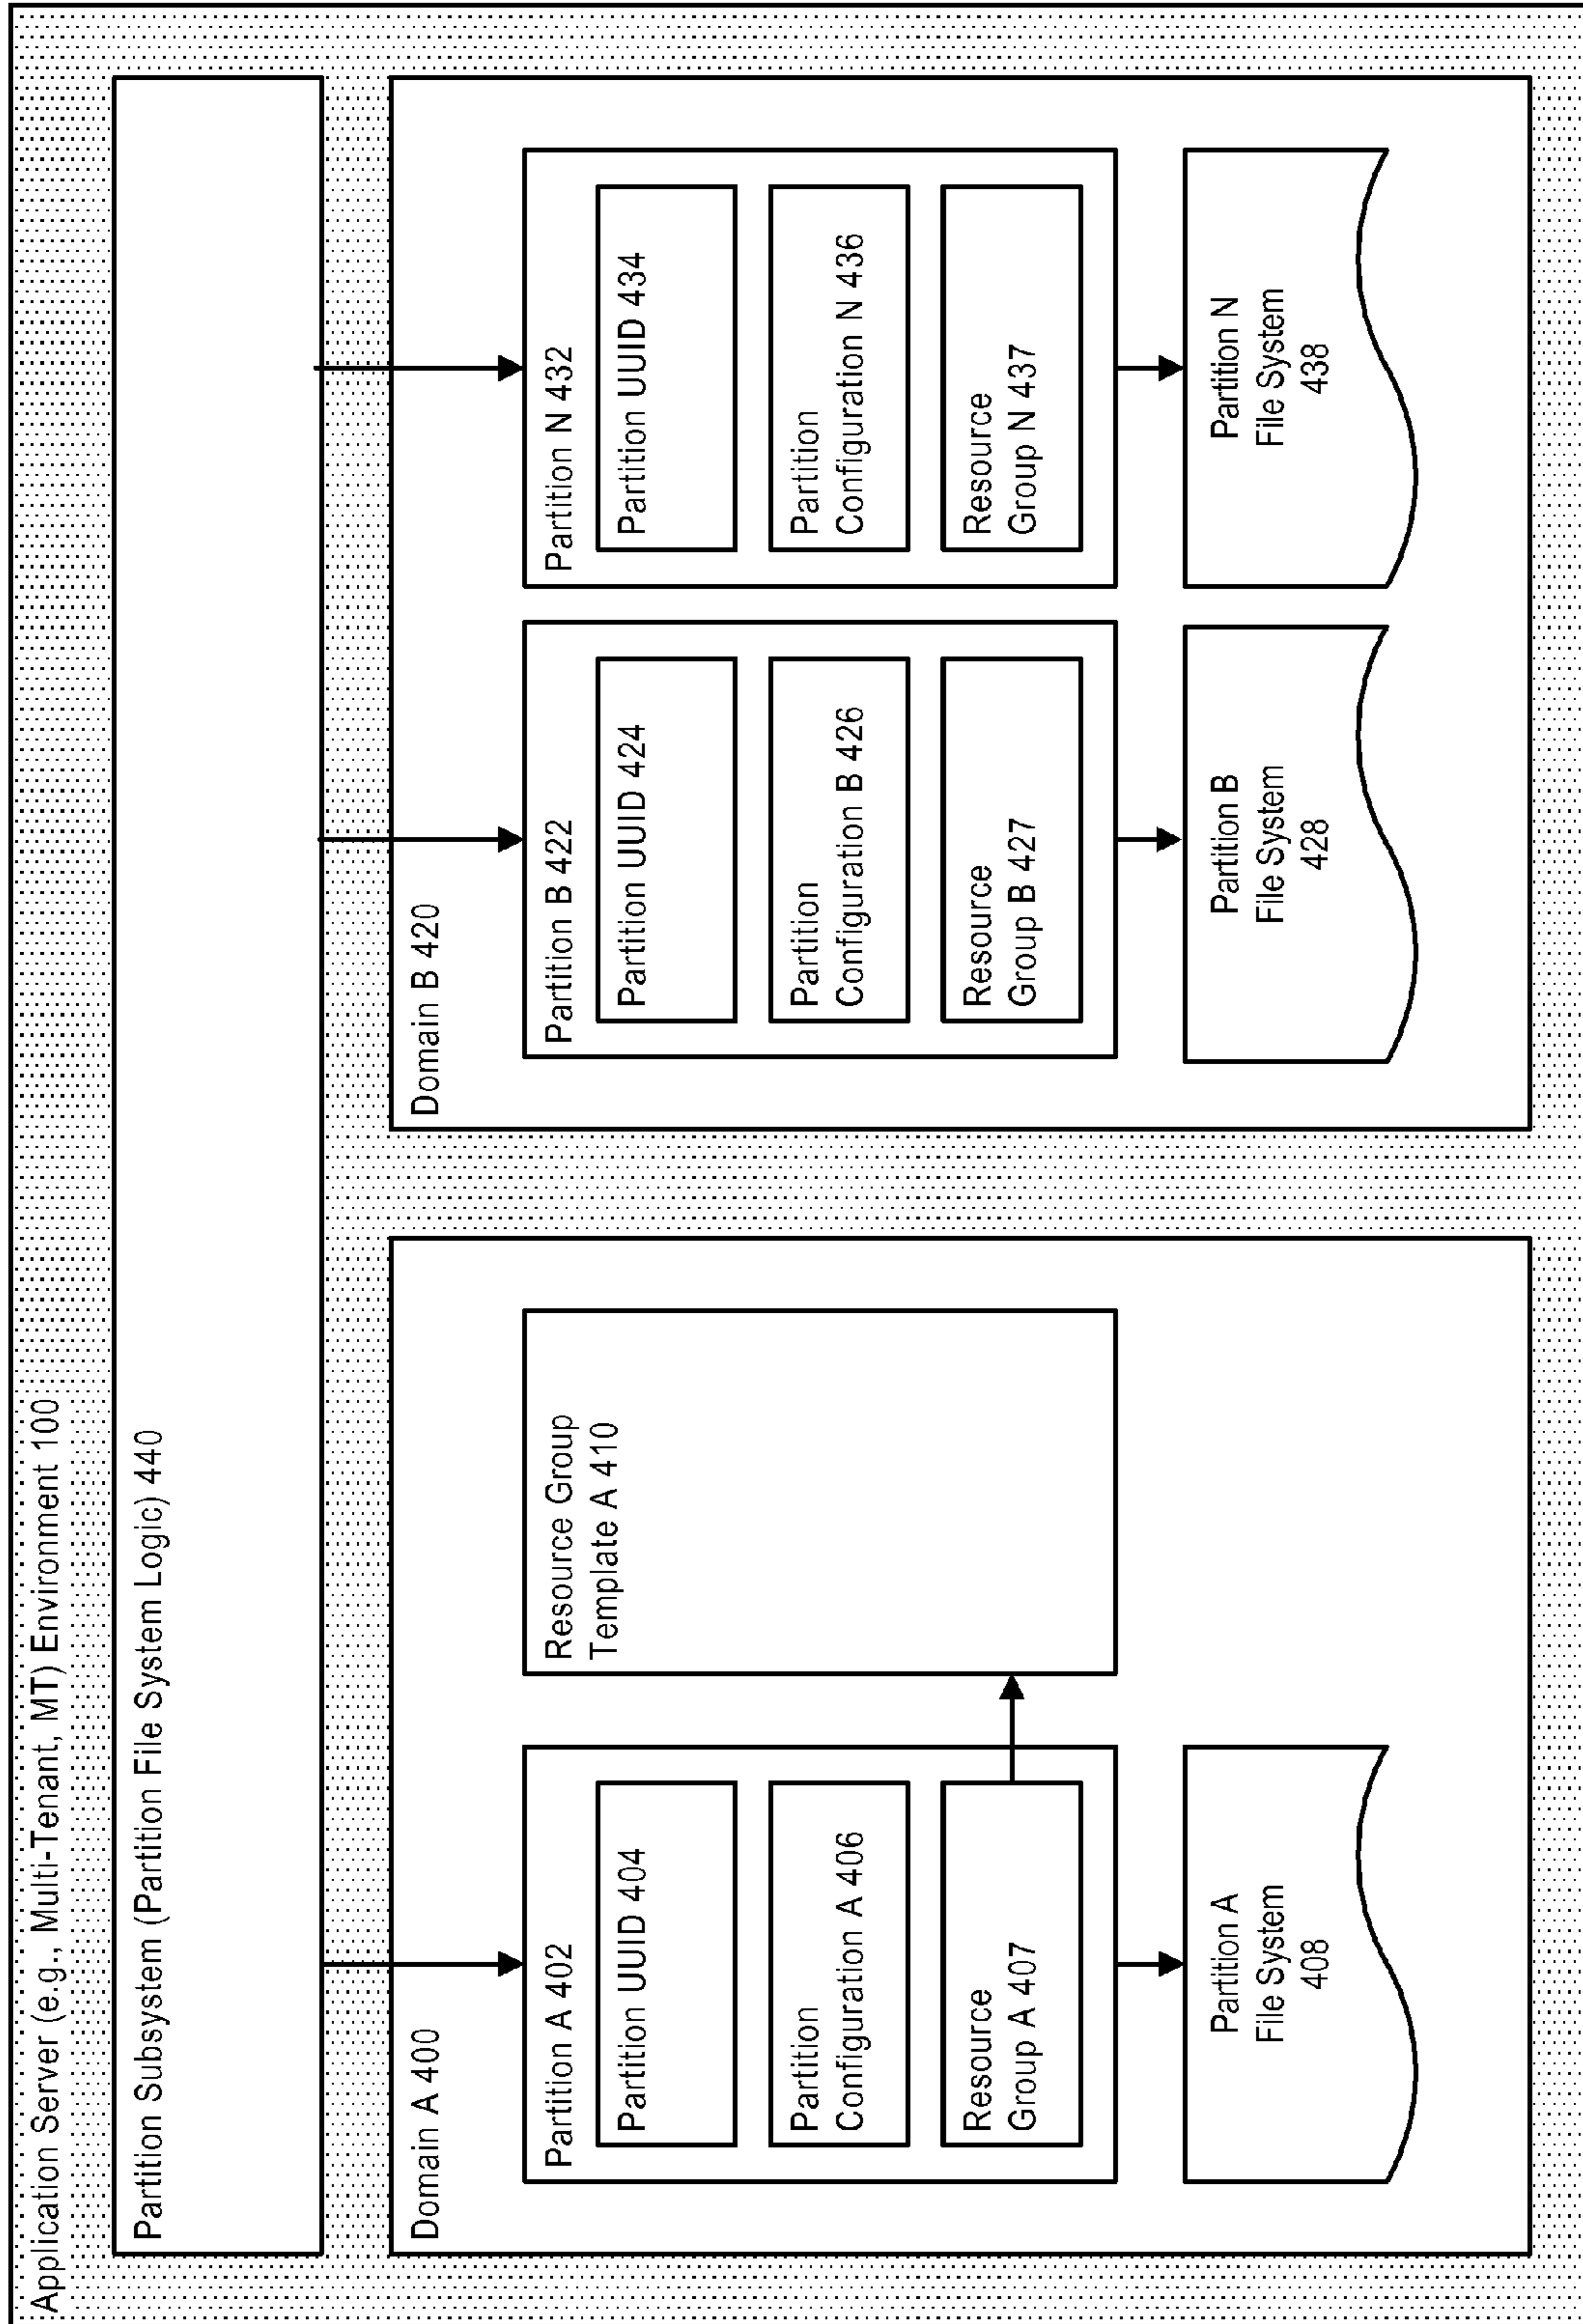 Application Server (e.g., Multi-Tenant, MT) Environment 100
Partition Subsystem (Partition File System Logic) 440
Domain A 400
Partition A 402
Partition UUID 404
Partition
Configuration A 406
Resource
Group A 407
Partition A
File System
408
Resource Group
Template A 410
Domain B 420
Partition B 422
Partition UUID 424
Partition
Configuration B 426
Resource
Group B 427
Partition B
File System
428
Partition N 432
Partition UUID 434
Partition
Configuration N 436
Resource
Group N 437
Partition N
File System
438